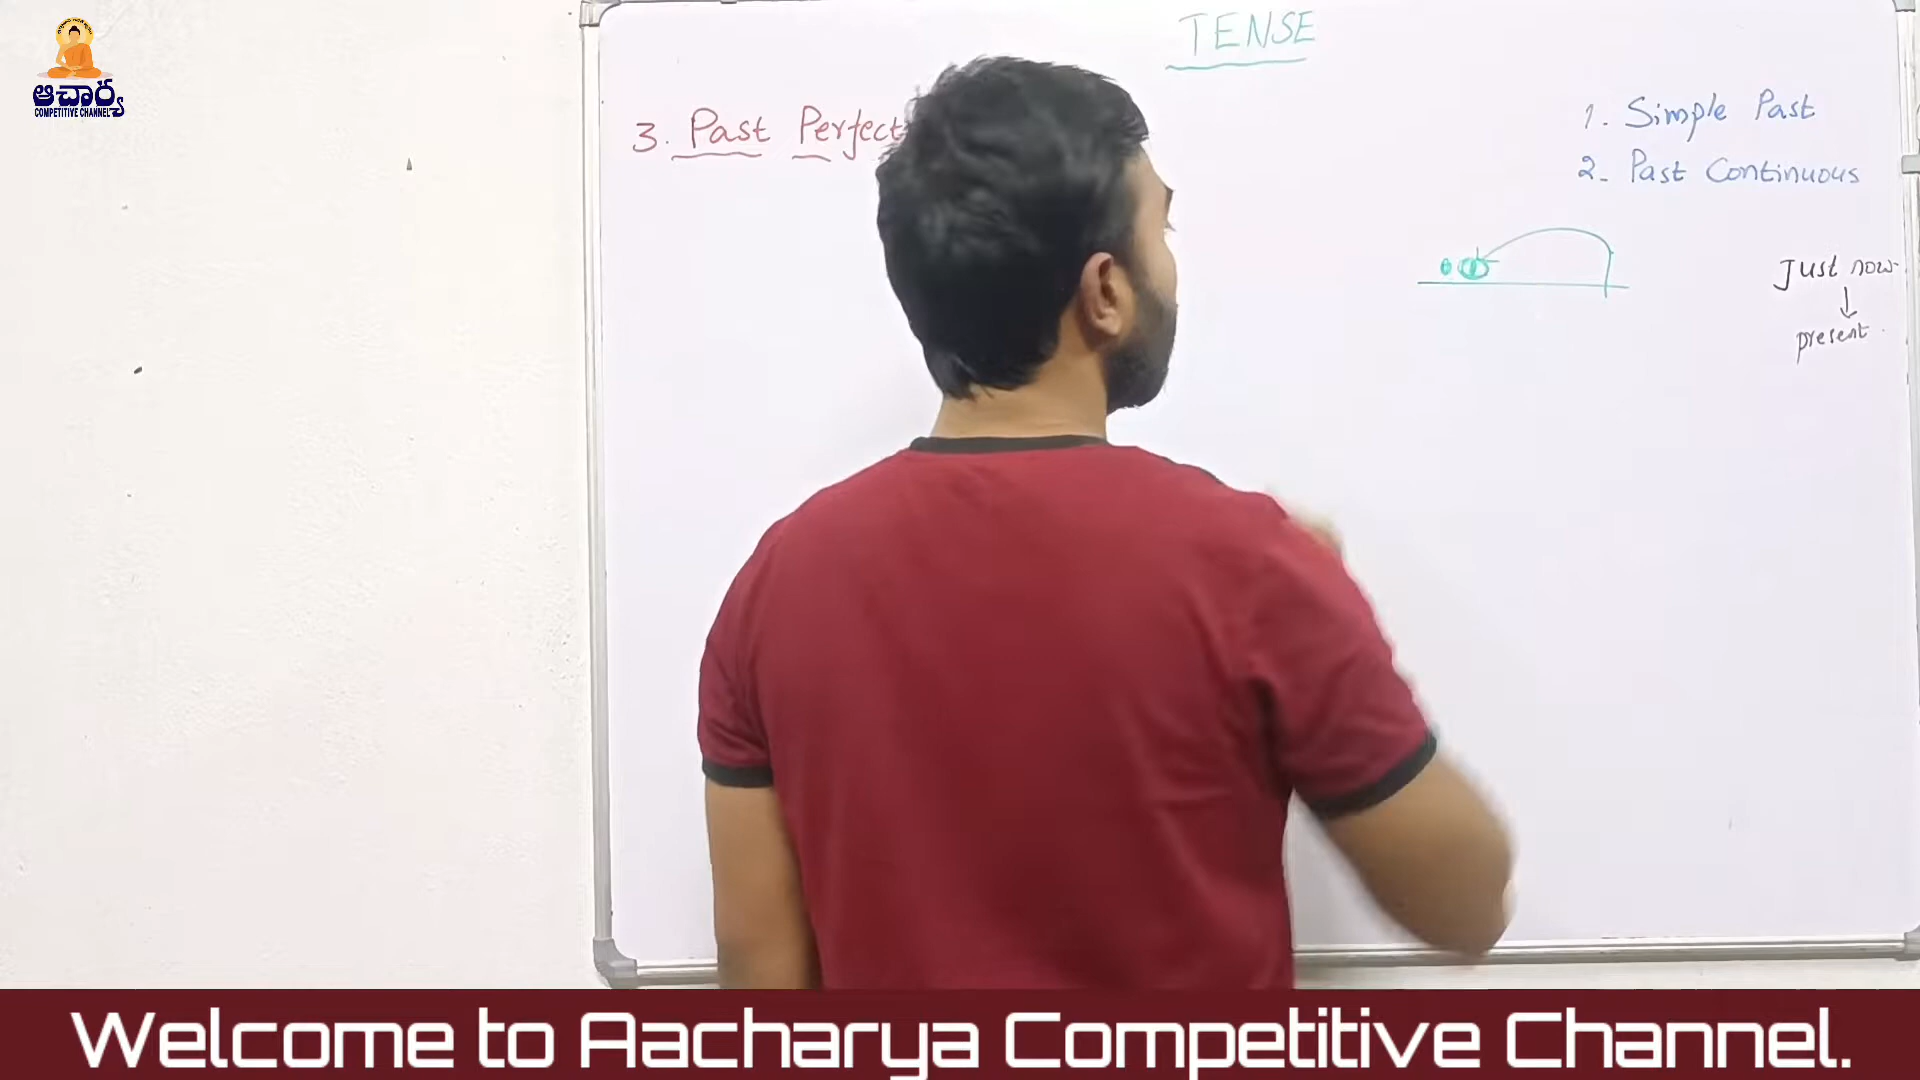 ఆచార్య
COMPETITIVE CHANNEL
TENSE
3. Past Perfect
1. Simple Past
2. Past Continuous
Just now
present
Welcome to Aacharya Competitive Channel.